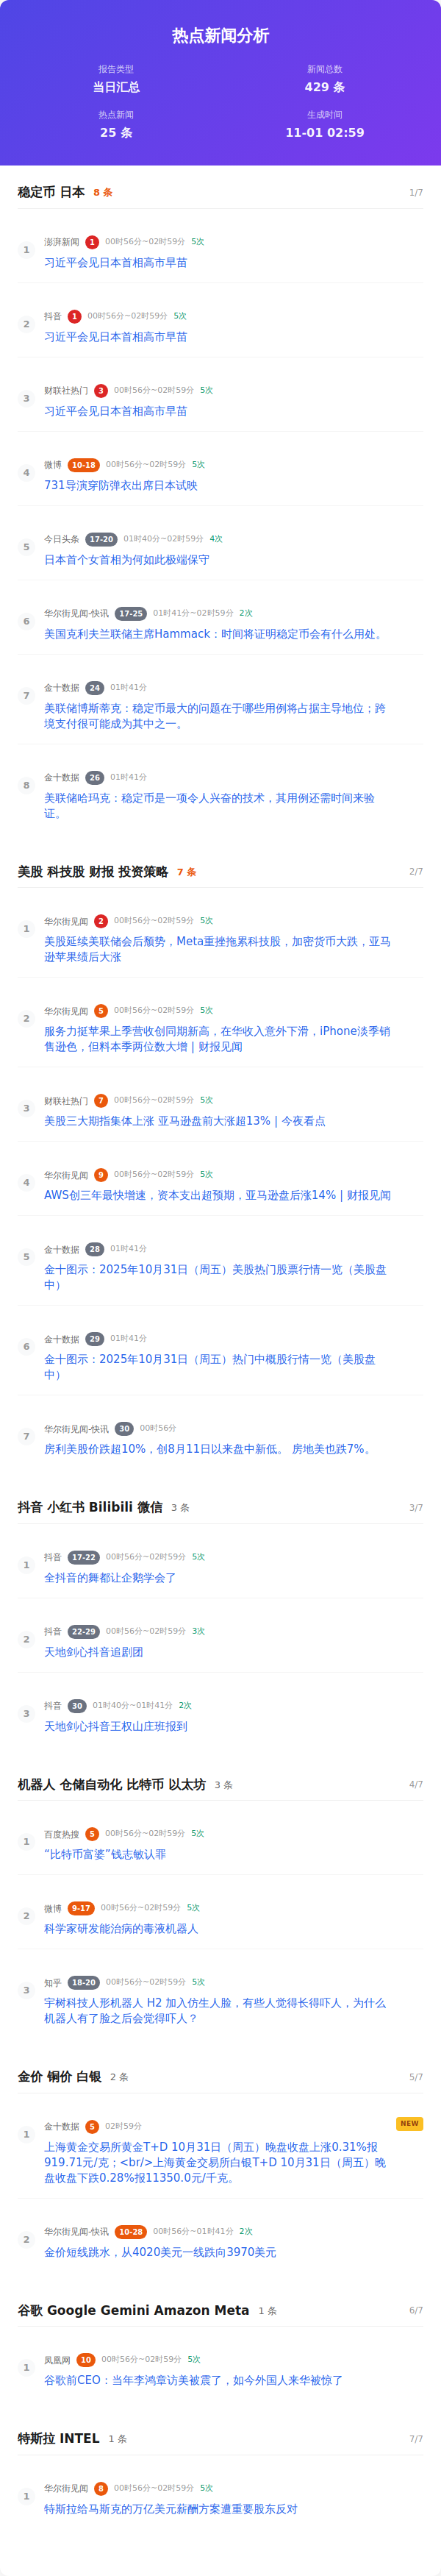 热点新闻分析
报告类型
新闻总数
当日汇总
429 条
热点新闻
生成时间
25 条
11-01 02:59
稳定币 日本 8 条 1/7
1
澎湃新闻 1 00时56分~02时59分 5次
习近平会见日本首相高市早苗
2
抖音 1 00时56分~02时59分 5次
习近平会见日本首相高市早苗
3
财联社热门 3 00时56分~02时59分 5次
习近平会见日本首相高市早苗
4
微博 10-18 00时56分~02时59分 5次
731导演穿防弹衣出席日本试映
5
今日头条 17-20 01时40分~02时59分 4次
日本首个女首相为何如此极端保守
6
华尔街见闻-快讯 17-25 01时41分~02时59分 2次
美国克利夫兰联储主席Hammack：时间将证明稳定币会有什么用处。
7
金十数据 24 01时41分
美联储博斯蒂克：稳定币最大的问题在于哪些用例将占据主导地位；跨
境支付很可能成为其中之一。
8
金十数据 26 01时41分
美联储哈玛克：稳定币是一项令人兴奋的技术，其用例还需时间来验
证。
美股 科技股 财报 投资策略 7 条 2/7
1
华尔街见闻 2 00时56分~02时59分 5次
美股延续美联储会后颓势，Meta重挫拖累科技股，加密货币大跌，亚马
逊苹果绩后大涨
2
华尔街见闻 5 00时56分~02时59分 5次
服务力挺苹果上季营收创同期新高，在华收入意外下滑，iPhone淡季销
售逊色，但料本季两位数大增 | 财报见闻
3
财联社热门 7 00时56分~02时59分 5次
美股三大期指集体上涨 亚马逊盘前大涨超13% | 今夜看点
4
华尔街见闻 9 00时56分~02时59分 5次
AWS创三年最快增速，资本支出超预期，亚马逊盘后涨14% | 财报见闻
5
金十数据 28 01时41分
金十图示：2025年10月31日（周五）美股热门股票行情一览（美股盘
中）
6
金十数据 29 01时41分
金十图示：2025年10月31日（周五）热门中概股行情一览（美股盘
中）
7
华尔街见闻-快讯 30 00时56分
房利美股价跌超10%，创8月11日以来盘中新低。 房地美也跌7%。
抖音 小红书 Bilibili 微信 3 条 3/7
1
抖音 17-22 00时56分~02时59分 5次
全抖音的舞都让企鹅学会了
2
抖音 22-29 00时56分~02时59分 3次
天地剑心抖音追剧团
3
抖音 30 01时40分~01时41分 2次
天地剑心抖音王权山庄班报到
机器人 仓储自动化 比特币 以太坊 3 条 4/7
1
百度热搜 5 00时56分~02时59分 5次
“比特币富婆”钱志敏认罪
2
微博 9-17 00时56分~02时59分 5次
科学家研发能治病的毒液机器人
3
知乎 18-20 00时56分~02时59分 5次
宇树科技人形机器人 H2 加入仿生人脸，有些人觉得长得吓人，为什么
机器人有了脸之后会觉得吓人？
金价 铜价 白银 2 条 5/7
NEW
1
金十数据 5 02时59分
上海黄金交易所黄金T+D 10月31日（周五）晚盘收盘上涨0.31%报
919.71元/克；<br/>上海黄金交易所白银T+D 10月31日（周五）晚
盘收盘下跌0.28%报11350.0元/千克。
2
华尔街见闻-快讯 10-28 00时56分~01时41分 2次
金价短线跳水，从4020美元一线跌向3970美元
谷歌 Google Gemini Amazon Meta 1 条 6/7
1
凤凰网 10 00时56分~02时59分 5次
谷歌前CEO：当年李鸿章访美被震了，如今外国人来华被惊了
特斯拉 INTEL 1 条 7/7
1
华尔街见闻 8 00时56分~02时59分 5次
特斯拉给马斯克的万亿美元薪酬方案遭重要股东反对